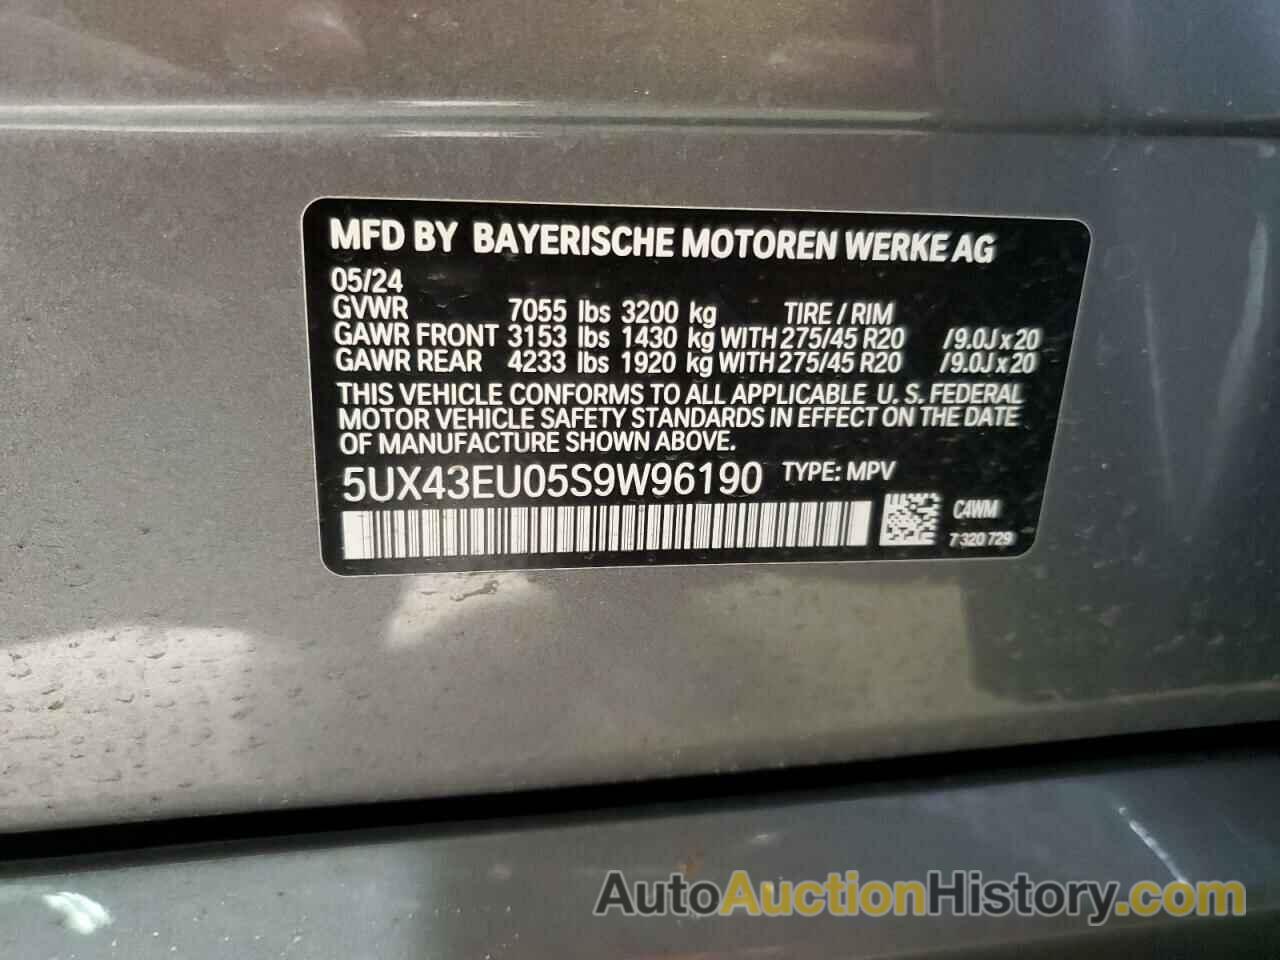 MFD BY BAYERISCHE MOTOREN WERKE AG
05/24
GVWR 7055 lbs 3200 kg TIRE / RIM
GAWR FRONT 3153 lbs 1430 kg WITH 275/45 R20 /9.0J x 20
GAWR REAR 4233 lbs 1920 kg WITH 275/45 R20 /9.0J x 20
THIS VEHICLE CONFORMS TO ALL APPLICABLE U. S. FEDERAL
MOTOR VEHICLE SAFETY STANDARDS IN EFFECT ON THE DATE
OF MANUFACTURE SHOWN ABOVE.
5UX43EU05S9W96190 TYPE: MPV
C4WM
7 320 729
AutoAuctionHistory.com